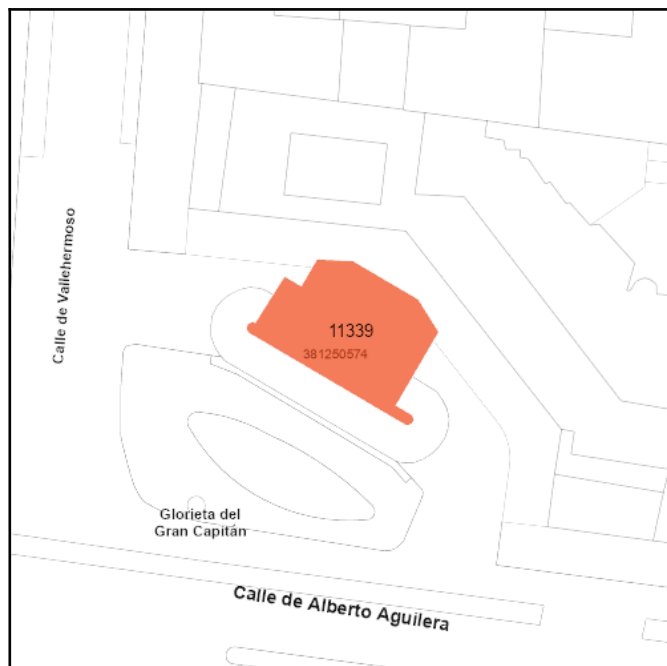 Calle de Vallehermoso
11339
381250574
Glorieta del
Gran Capitán
Calle de Alberto Aguilera